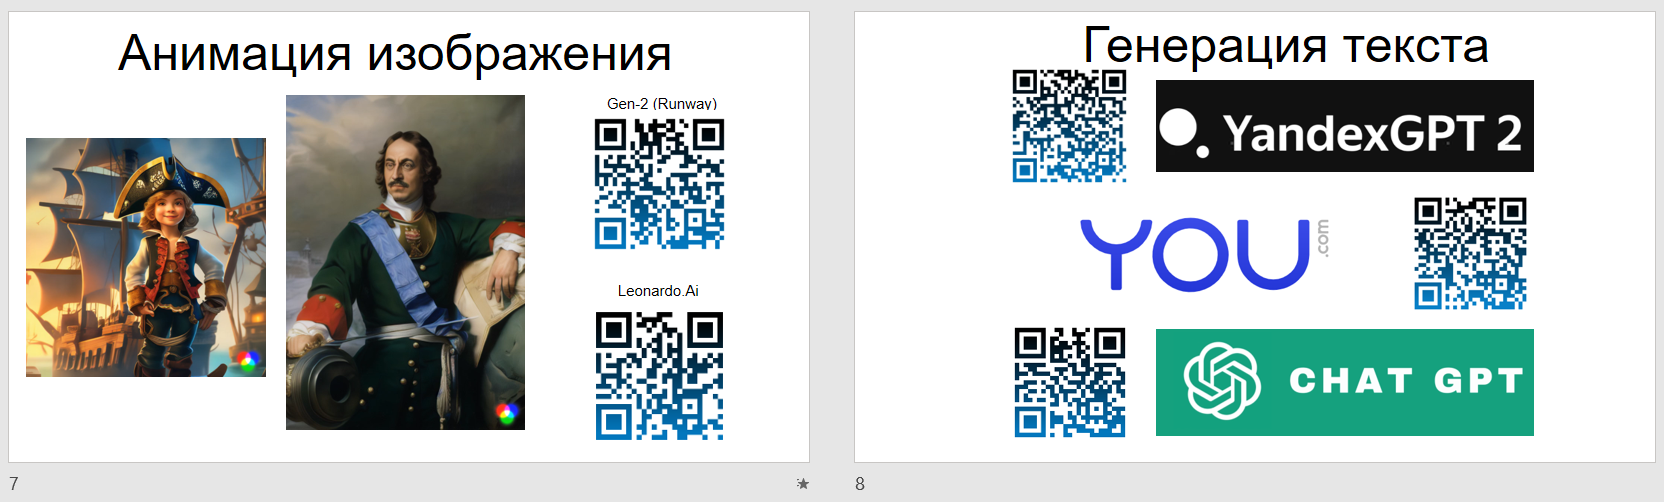 Анимация изображения
Gen-2 (Runway)
Leonardo.Ai
7
Генерация текста
YandexGPT 2
YOU.com
CHAT GPT
8